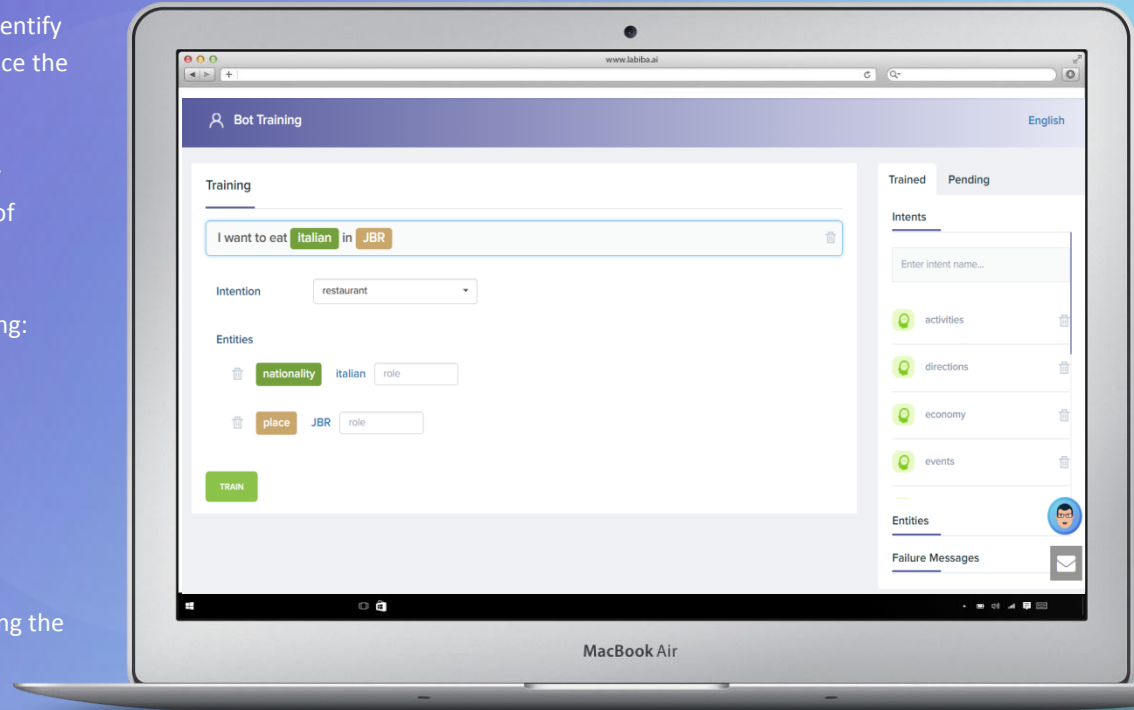 entify
ce the
of
ng:
ng the
www.labiba.ai
Bot Training
English
Training
I want to eat italian in JBR
Intention restaurant
Entities
nationality italian role
place JBR role
TRAIN
Trained Pending
Intents
Enter intent name...
activities
directions
economy
events
Entities
Failure Messages
MacBook Air